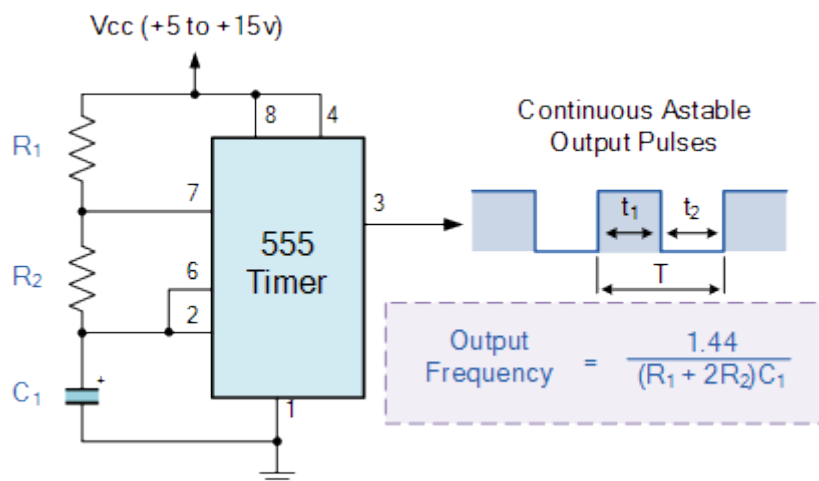 Vcc (+5 to +15v)
8
4
R₁
7
3
R₂
6
2
555
Timer
C₁
+
1
Continuous Astable
Output Pulses
t₁
t₂
T
Output
Frequency
=
1.44
(R₁ + 2R₂)C₁